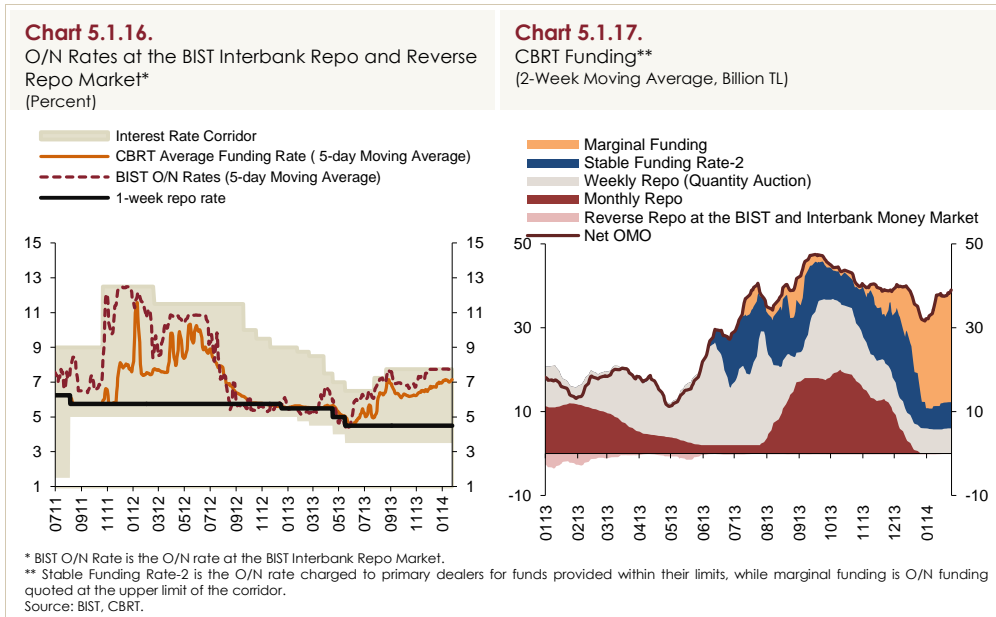 Chart 5.1.16.
O/N Rates at the BIST Interbank Repo and Reverse
Repo Market*
(Percent)
Interest Rate Corridor
CBRT Average Funding Rate ( 5-day Moving Average)
BIST O/N Rates (5-day Moving Average)
1-week repo rate
15 15
13 13
11 11
9 9
7 7
5 5
3 3
1 1
0711 0911 1111 0112 0312 0512 0712 0912 1112 0113 0313 0513 0713 0913 1113 0114
Chart 5.1.17.
CBRT Funding**
(2-Week Moving Average, Billion TL)
Marginal Funding
Stable Funding Rate-2
Weekly Repo (Quantity Auction)
Monthly Repo
Reverse Repo at the BIST and Interbank Money Market
Net OMO
50 50
30 30
10 10
-10 -10
0113 0213 0313 0413 0513 0613 0713 0813 0913 1013 1113 1213 0114
* BIST O/N Rate is the O/N rate at the BIST Interbank Repo Market.
** Stable Funding Rate-2 is the O/N rate charged to primary dealers for funds provided within their limits, while marginal funding is O/N funding
quoted at the upper limit of the corridor.
Source: BIST, CBRT.